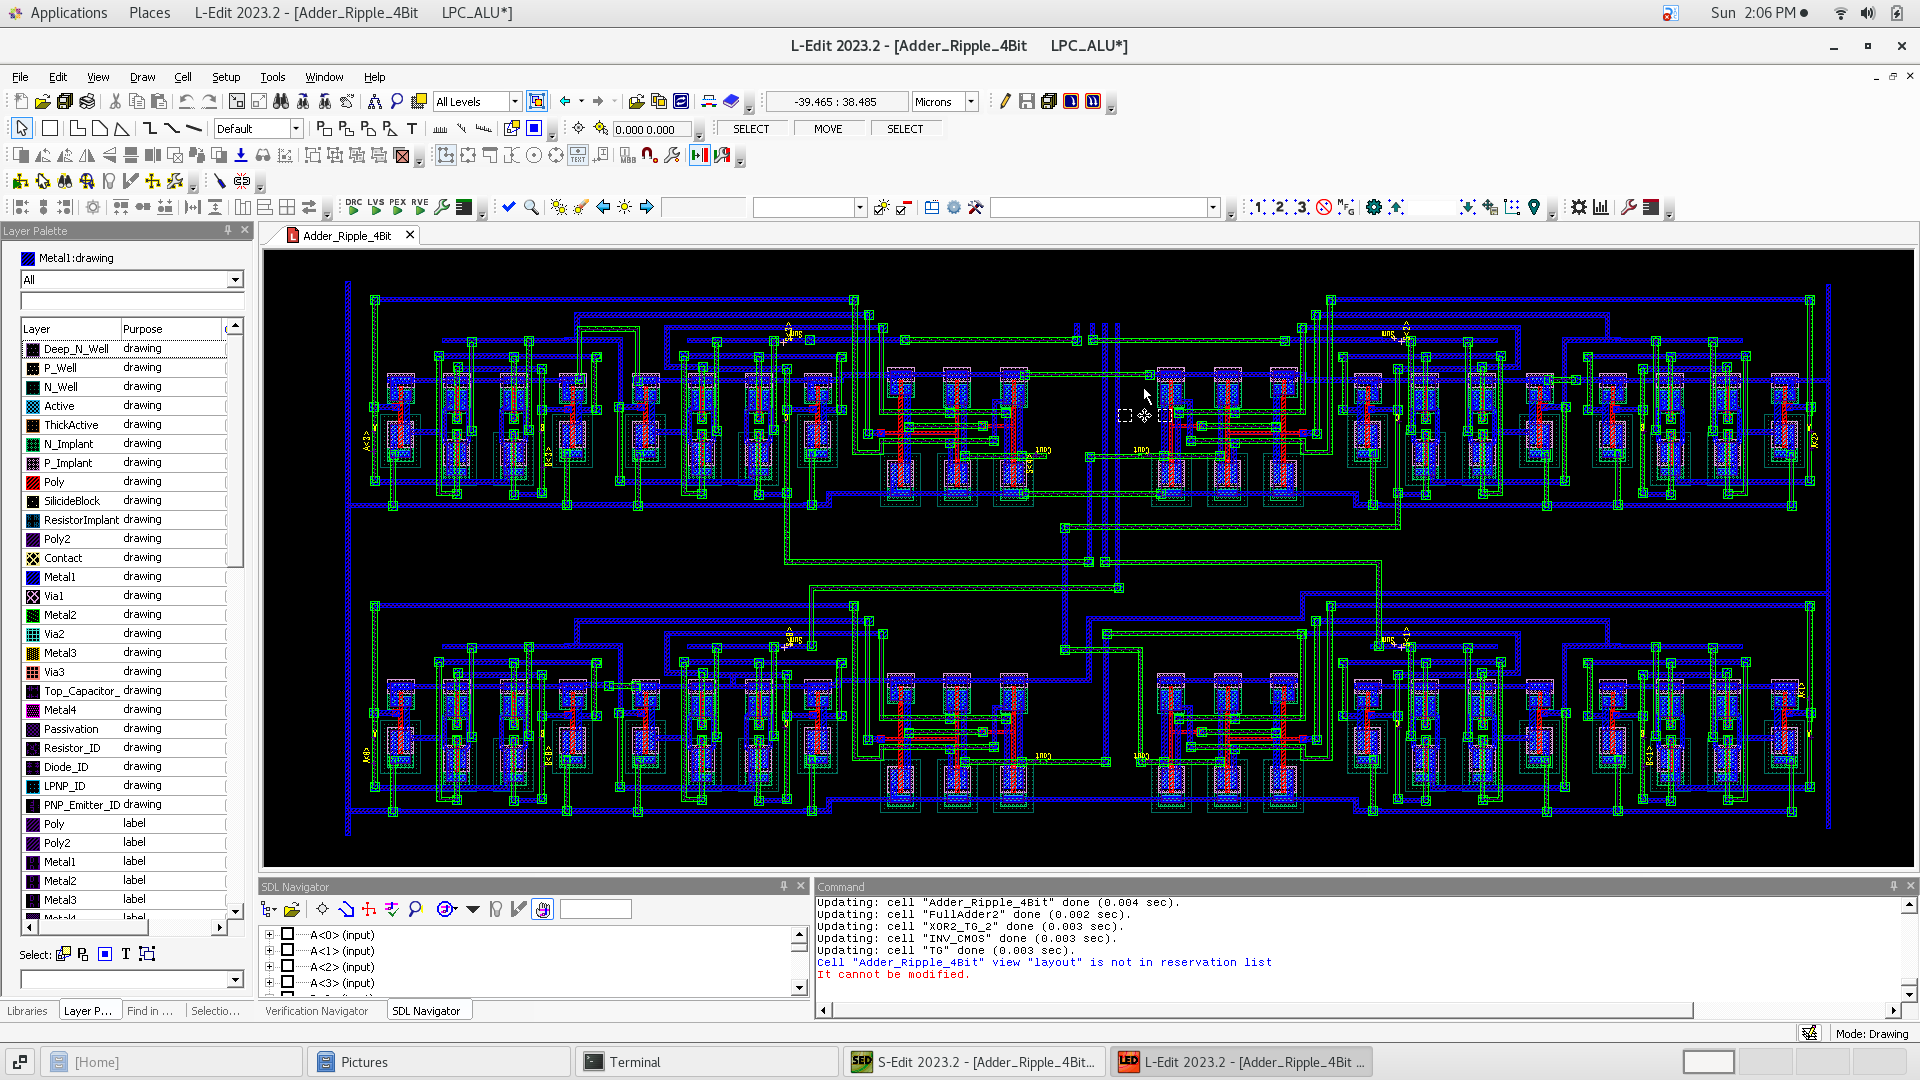 Applications Places L-Edit 2023.2 - [Adder_Ripple_4Bit LPC_ALU*] Sun 2:06 PM
L-Edit 2023.2 - [Adder_Ripple_4Bit LPC_ALU*]
File Edit View Draw Cell Setup Tools Window Help
All Levels -39.465 : 38.485 Microns
Default 0.000 0.000 SELECT MOVE SELECT
DRC LVS PEX RVE
Layer Palette
Adder_Ripple_4Bit
Metal1:drawing
All
Layer Purpose
Deep_N_Well drawing
P_Well drawing
N_Well drawing
Active drawing
ThickActive drawing
N_Implant drawing
P_Implant drawing
Poly drawing
SilicideBlock drawing
ResistorImplant drawing
Poly2 drawing
Contact drawing
Metal1 drawing
Via1 drawing
Metal2 drawing
Via2 drawing
Metal3 drawing
Via3 drawing
Top_Capacitor_ drawing
Metal4 drawing
Passivation drawing
Resistor_ID drawing
Diode_ID drawing
LPNP_ID drawing
PNP_Emitter_ID drawing
Poly label
Poly2 label
Metal1 label
Metal2 label
Metal3 label
Metal4 label
Select:
Libraries Layer P... Find in ... Selectio...
SDL Navigator
A<0> (input)
A<1> (input)
A<2> (input)
A<3> (input)
Verification Navigator SDL Navigator
Command
Updating: cell "Adder_Ripple_4Bit" done (0.004 sec).
Updating: cell "FullAdder2" done (0.002 sec).
Updating: cell "XOR2_TG_2" done (0.003 sec).
Updating: cell "INV_CMOS" done (0.003 sec).
Updating: cell "TG" done (0.003 sec).
Cell "Adder_Ripple_4Bit" view "layout" is not in reservation list
It cannot be modified.
Mode: Drawing
[Home] Pictures Terminal S-Edit 2023.2 - [Adder_Ripple_4Bit... L-Edit 2023.2 - [Adder_Ripple_4Bit ...